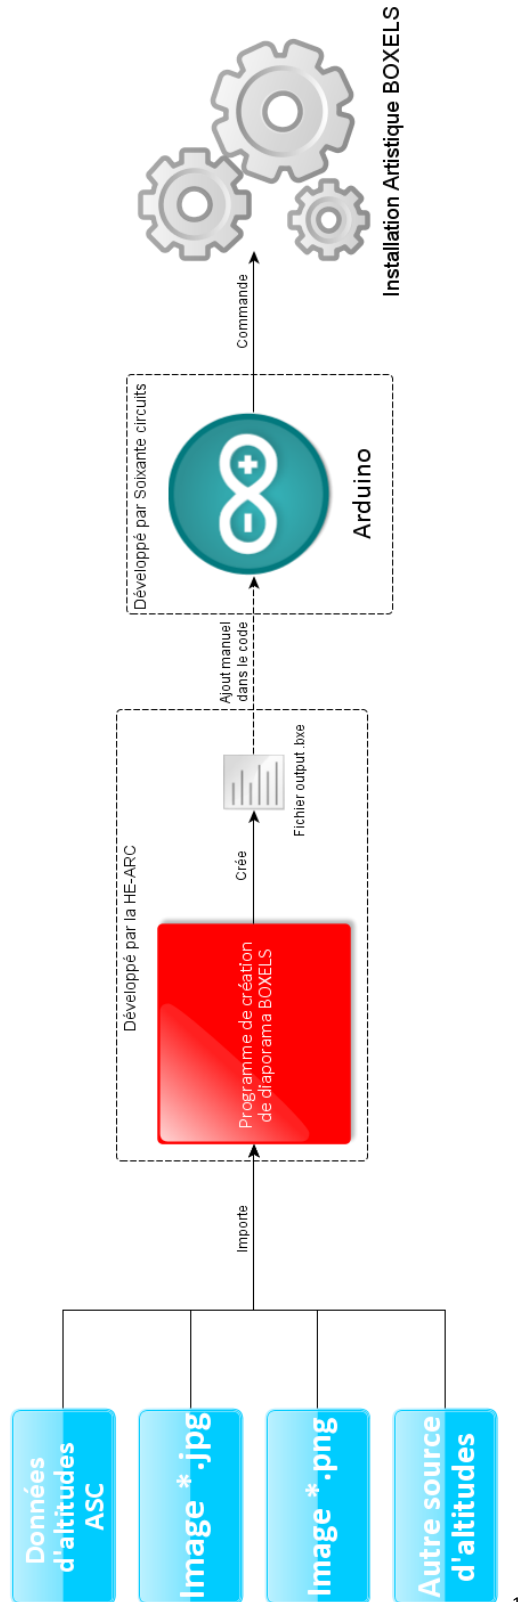 Données
d'altitudes
ASC
Image *.jpg
Image *.png
Autre source
d'altitudes
Importe
Développé par la HE-ARC
Programme de création
de diaporama BOXELS
Crée
Fichier output .bxe
Ajout manuel
dans le code
Développé par Soixante circuits
Arduino
Commande
Installation Artistique BOXELS
1